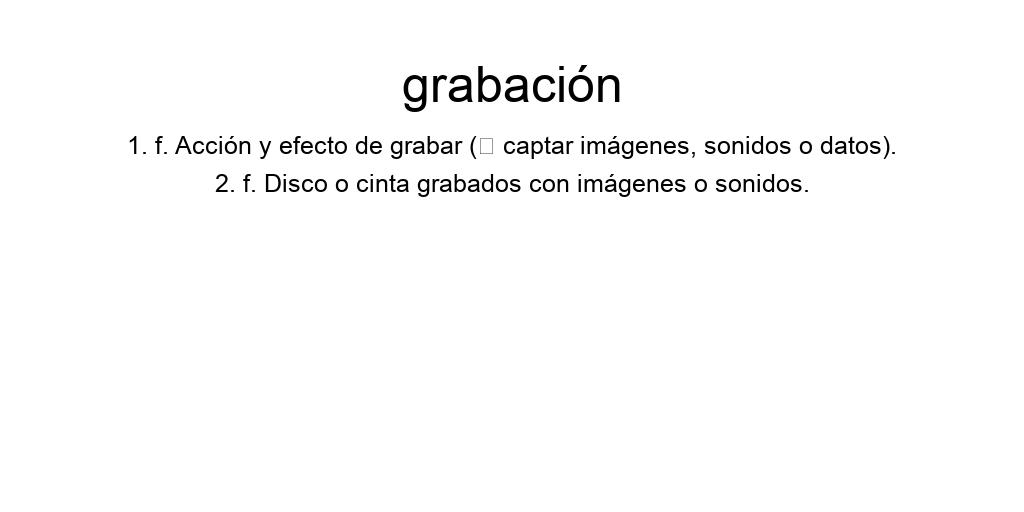 grabación
1. f. Acción y efecto de grabar (▯ captar imágenes, sonidos o datos).
2. f. Disco o cinta grabados con imágenes o sonidos.